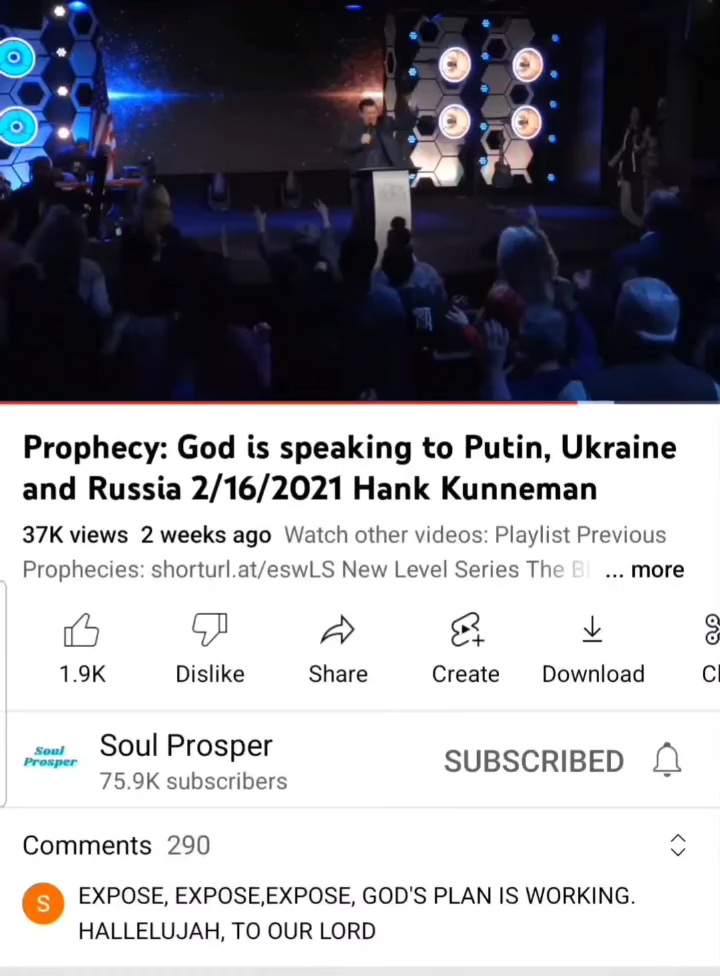 Prophecy: God is speaking to Putin, Ukraine
and Russia 2/16/2021 Hank Kunneman
37K views 2 weeks ago Watch other videos: Playlist Previous
Prophecies: shorturl.at/eswLS New Level Series The ... more
1.9K Dislike Share Create Download
Soul
Prosper
Soul Prosper
75.9K subscribers
SUBSCRIBED
Comments 290
S
EXPOSE, EXPOSE,EXPOSE, GOD'S PLAN IS WORKING.
HALLELUJAH, TO OUR LORD